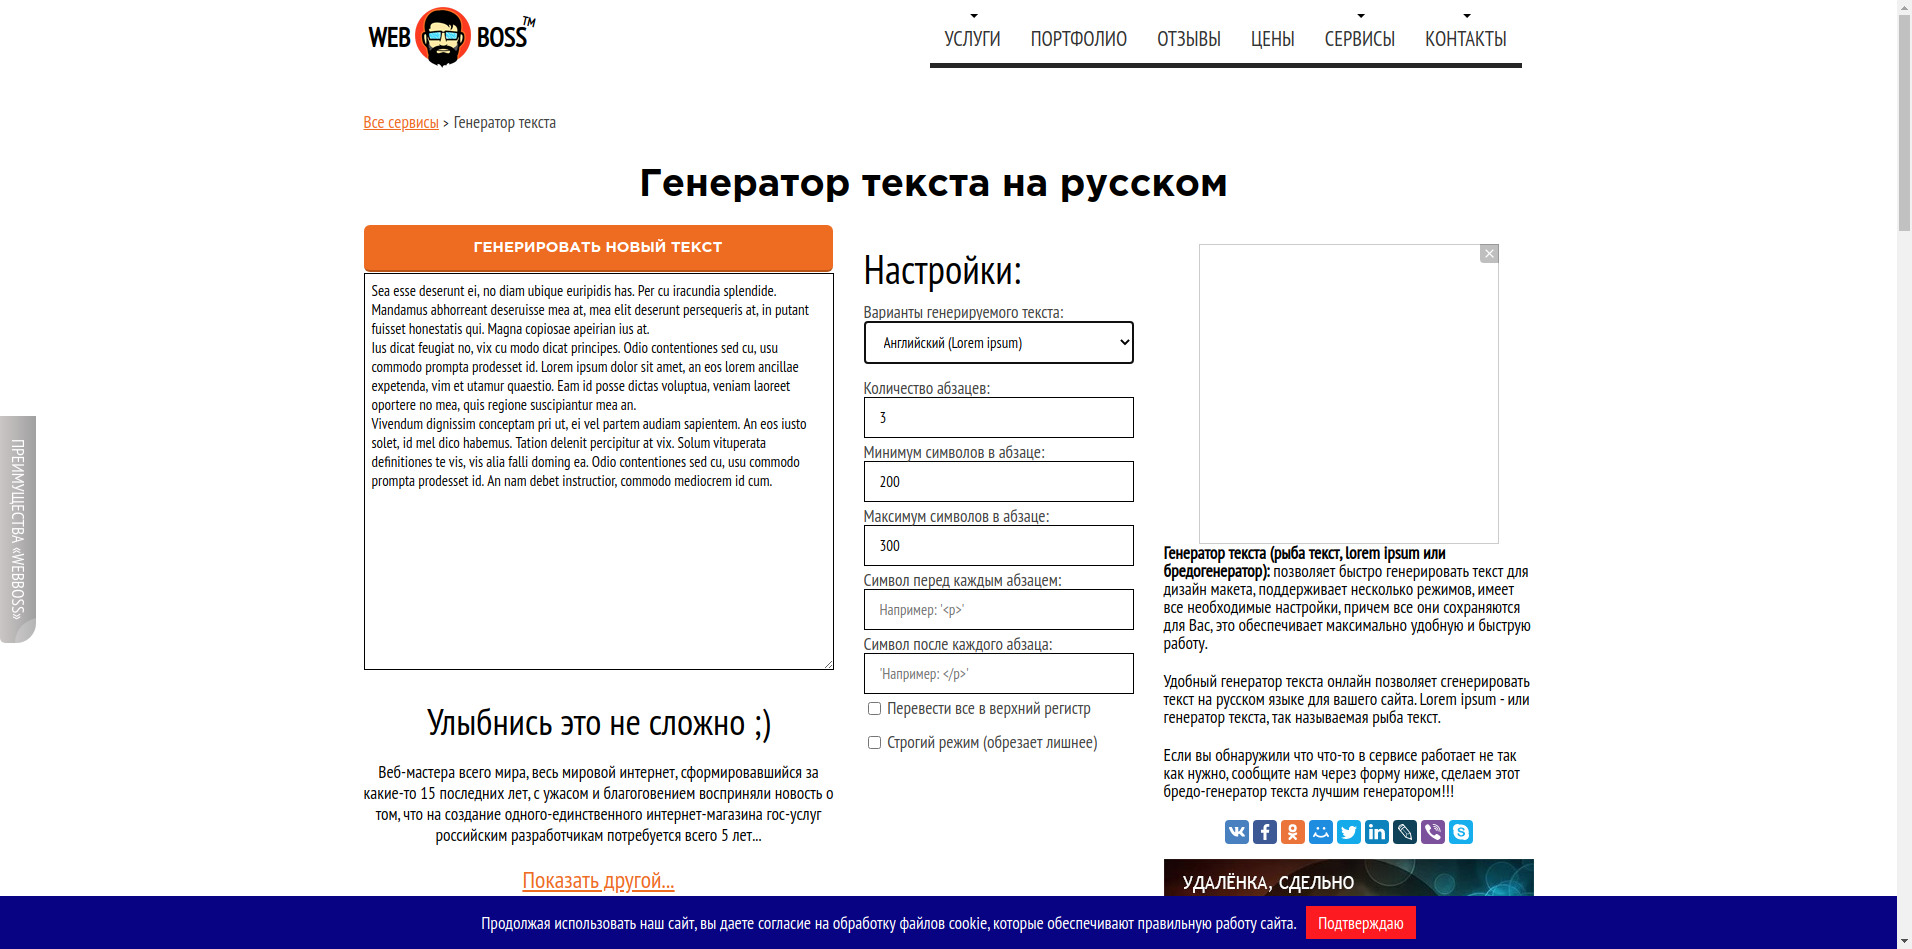 WEB BOSS™
УСЛУГИ ПОРТФОЛИО ОТЗЫВЫ ЦЕНЫ СЕРВИСЫ КОНТАКТЫ
Все сервисы > Генератор текста
Генератор текста на русском
ГЕНЕРИРОВАТЬ НОВЫЙ ТЕКСТ
Sea esse deserunt ei, no diam ubique euripidis has. Per cu iracundia splendide.
Mandamus abhorreant deseruisse mea at, mea elit deserunt persequeris at, in putant
fuisset honestatis qui. Magna copiosae apeirian ius at.
Ius dicat feugiat no, vix cu modo dicat principes. Odio contentiones sed cu, usu
commodo prompta prodesset id. Lorem ipsum dolor sit amet, an eos lorem ancillae
expetenda, vim et utamur quaestio. Eam id posse dictas voluptua, veniam laoreet
oportere no mea, quis regione suscipiantur mea an.
Vivendum dignissim conceptam pri ut, ei vel partem audiam sapientem. An eos iusto
solet, id mel dico habemus. Tation delenit percipitur at vix. Solum vituperata
definitiones te vis, vis alia falli doming ea. Odio contentiones sed cu, usu commodo
prompta prodesset id. An nam debet instructior, commodo mediocrem id cum.
Улыбнись это не сложно ;)
Веб-мастера всего мира, весь мировой интернет, сформировавшийся за
какие-то 15 последних лет, с ужасом и благоговением восприняли новость о
том, что на создание одного-единственного интернет-магазина гос-услуг
российским разработчикам потребуется всего 5 лет...
Показать другой...
Настройки:
Варианты генерируемого текста:
Английский (Lorem ipsum)
Количество абзацев:
3
Минимум символов в абзаце:
200
Максимум символов в абзаце:
300
Символ перед каждым абзацем:
Например: '<p>'
Символ после каждого абзаца:
'Например: </p>'
Перевести все в верхний регистр
Строгий режим (обрезает лишнее)
Генератор текста (рыба текст, lorem ipsum или
бредогенератор): позволяет быстро генерировать текст для
дизайн макета, поддерживает несколько режимов, имеет
все необходимые настройки, причем все они сохраняются
для Вас, это обеспечивает максимально удобную и быструю
работу.
Удобный генератор текста онлайн позволяет сгенерировать
текст на русском языке для вашего сайта. Lorem ipsum - или
генератор текста, так называемая рыба текст.
Если вы обнаружили что что-то в сервисе работает не так
как нужно, сообщите нам через форму ниже, сделаем этот
бредо-генератор текста лучшим генератором!!!
УДАЛЁНКА, СДЕЛЬНО
ПРЕИМУЩЕСТВА «WEBBOSS»
Продолжая использовать наш сайт, вы даете согласие на обработку файлов cookie, которые обеспечивают правильную работу сайта. Подтверждаю